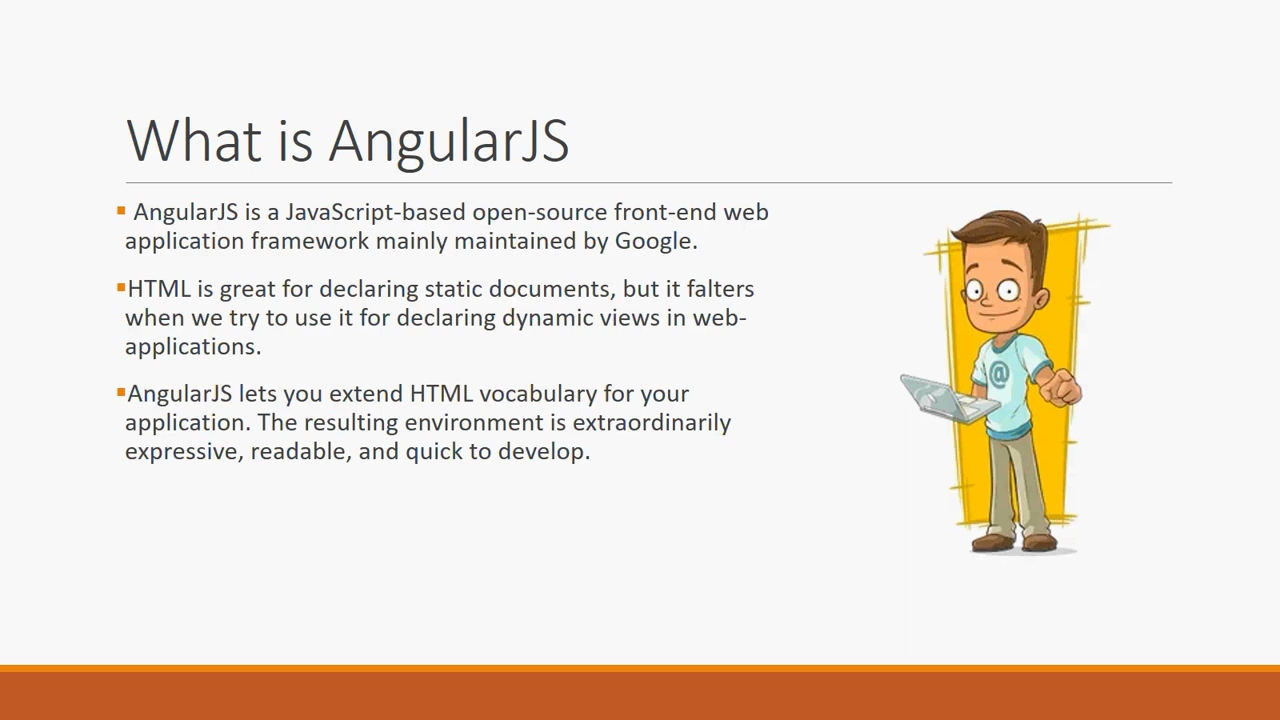 What is AngularJS
AngularJS is a JavaScript-based open-source front-end web
application framework mainly maintained by Google.
HTML is great for declaring static documents, but it falters
when we try to use it for declaring dynamic views in web-
applications.
AngularJS lets you extend HTML vocabulary for your
application. The resulting environment is extraordinarily
expressive, readable, and quick to develop.
@